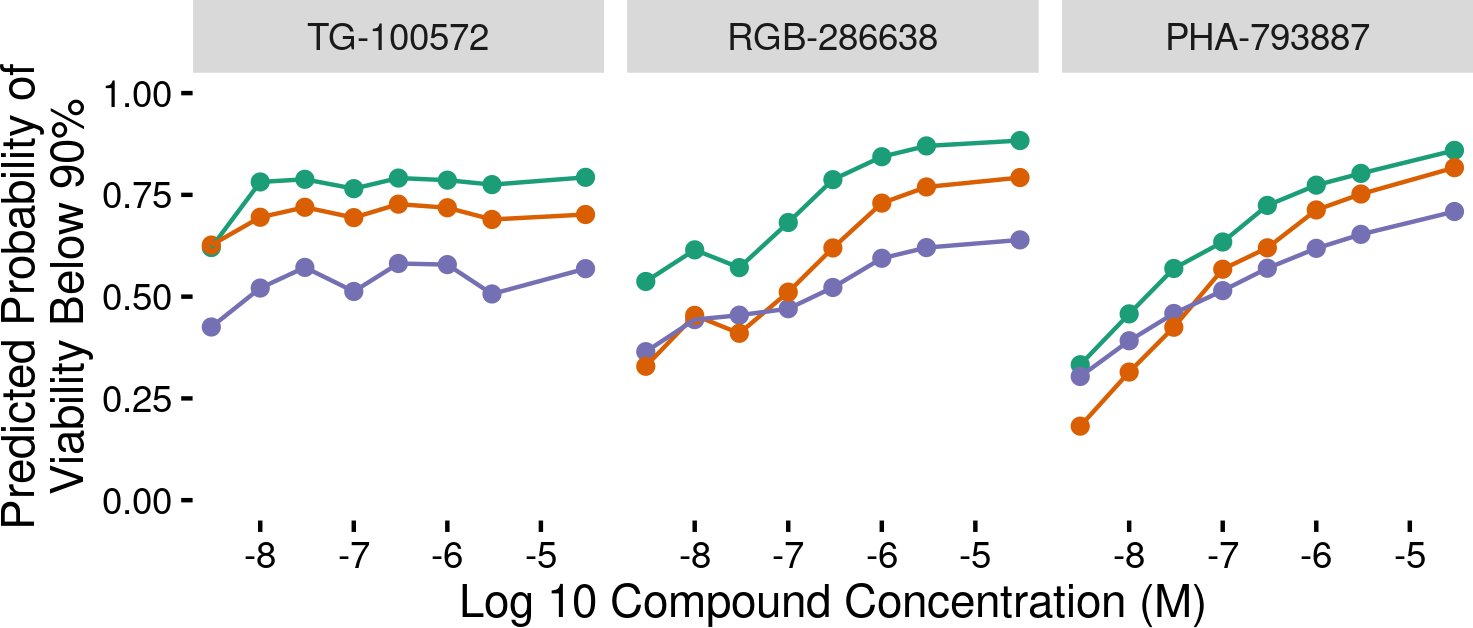 TG-100572
RGB-286638
PHA-793887
Predicted Probability of
Viability Below 90%
1.00
0.75
0.50
0.25
0.00
-8 -7 -6 -5
-8 -7 -6 -5
-8 -7 -6 -5
Log 10 Compound Concentration (M)